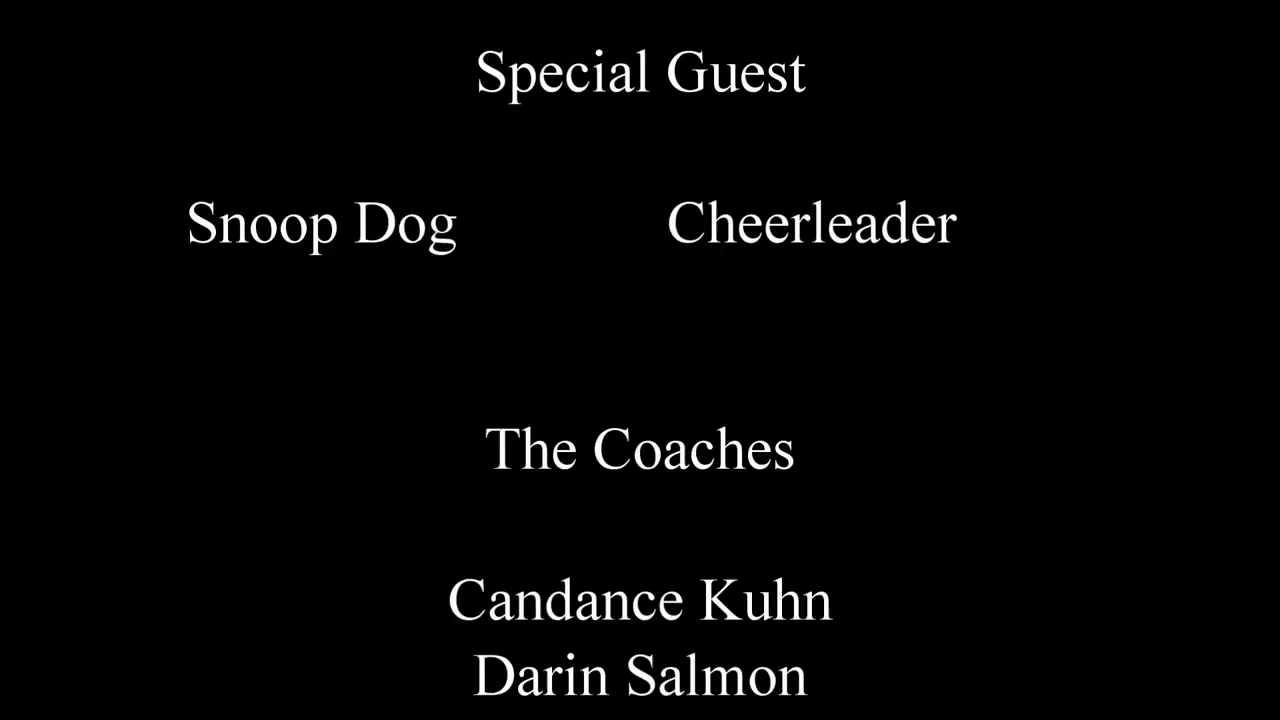 Special Guest
Snoop Dog Cheerleader
The Coaches
Candance Kuhn
Darin Salmon